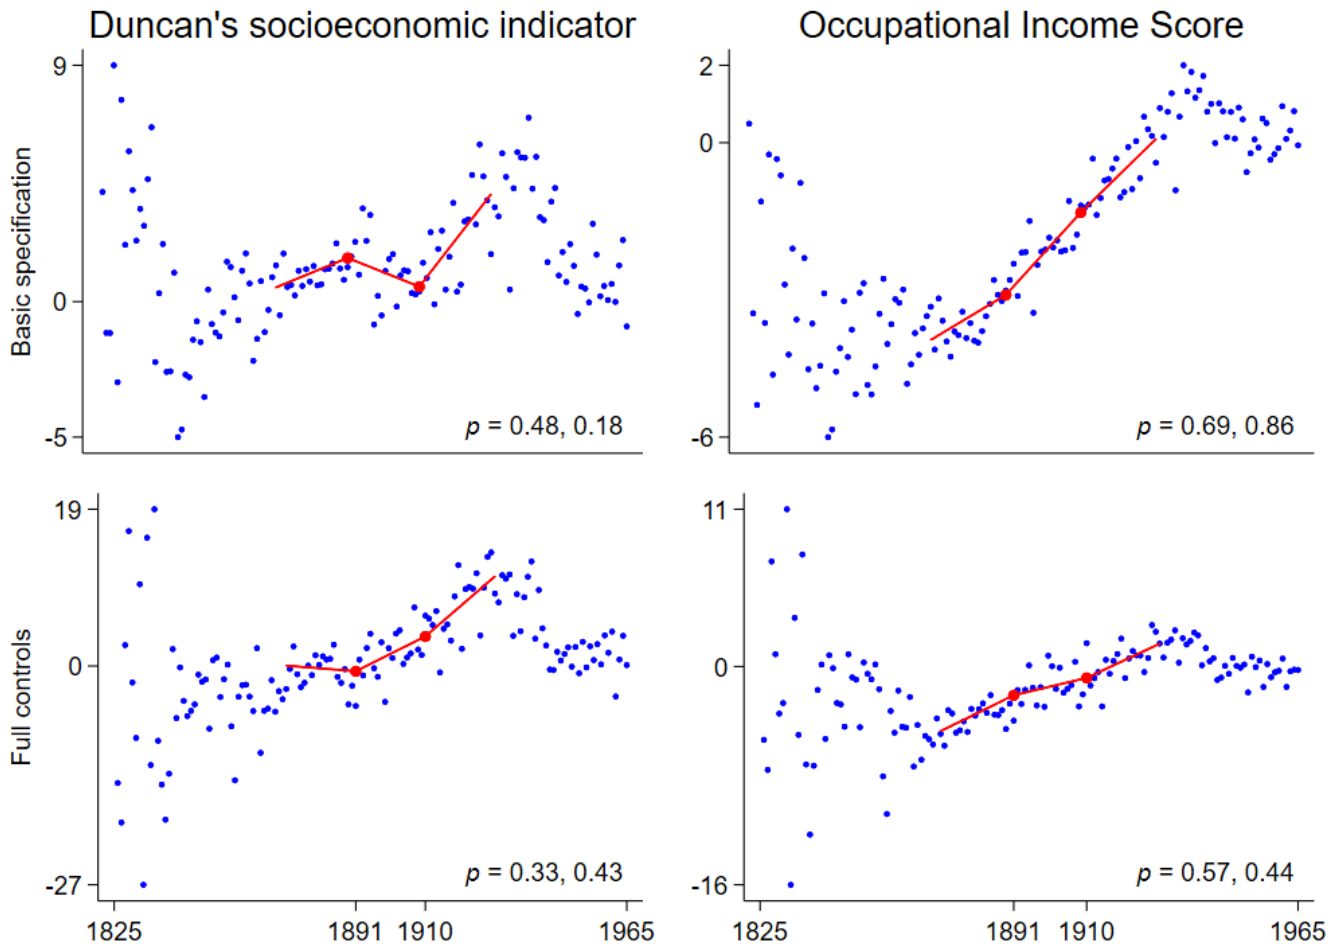 Duncan's socioeconomic indicator
Occupational Income Score
Basic specification
9
0
-5
p = 0.48, 0.18
2
0
-6
p = 0.69, 0.86
Full controls
19
0
-27
p = 0.33, 0.43
1825 1891 1910 1965
11
0
-16
p = 0.57, 0.44
1825 1891 1910 1965